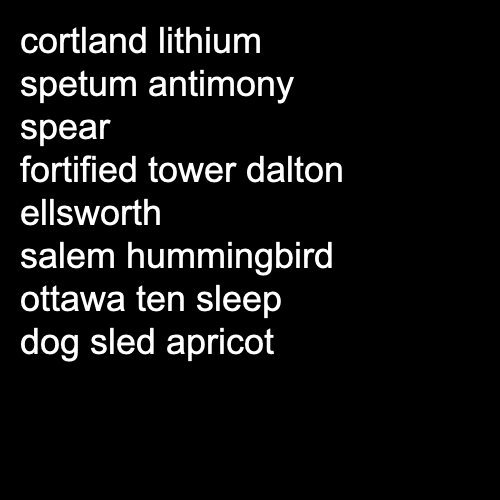 cortland lithium
spetum antimony
spear
fortified tower dalton
ellsworth
salem hummingbird
ottawa ten sleep
dog sled apricot